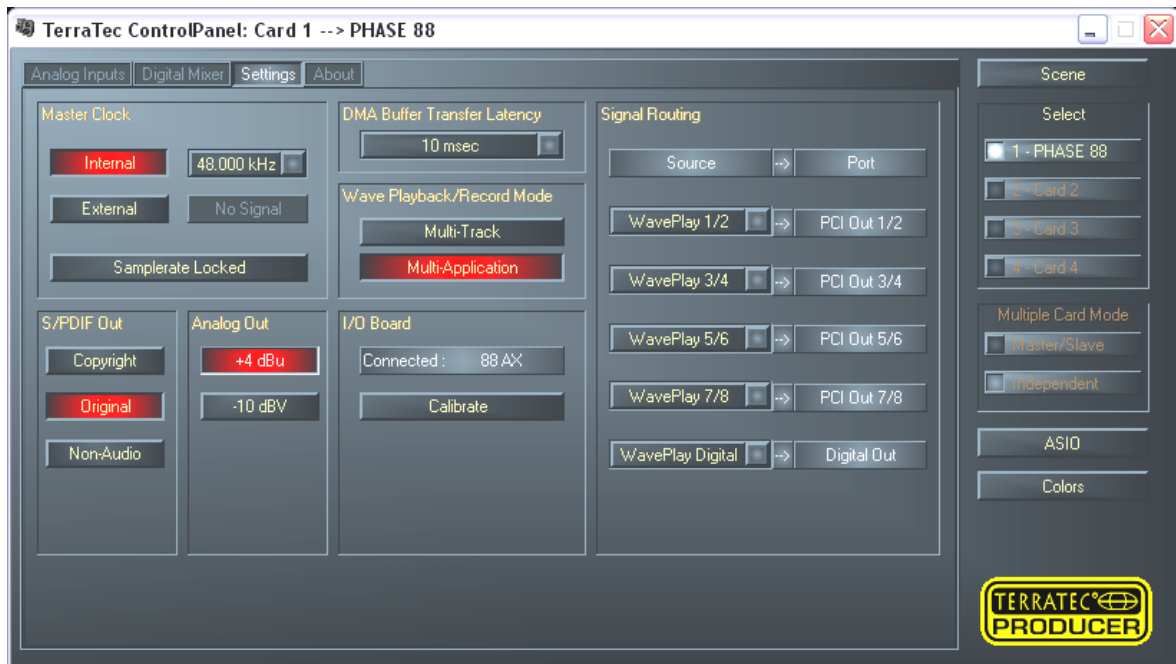 TerraTec ControlPanel: Card 1 --> PHASE 88
Analog Inputs Digital Mixer Settings About
Master Clock
Internal 48.000 kHz
External No Signal
Samplerate Locked
S/PDIF Out
Copyright
Original
Non-Audio
Analog Out
+4 dBu
-10 dBV
DMA Buffer Transfer Latency
10 msec
Wave Playback/Record Mode
Multi-Track
Multi-Application
I/O Board
Connected : 88 AX
Calibrate
Signal Routing
Source --> Port
WavePlay 1/2 --> PCI Out 1/2
WavePlay 3/4 --> PCI Out 3/4
WavePlay 5/6 --> PCI Out 5/6
WavePlay 7/8 --> PCI Out 7/8
WavePlay Digital --> Digital Out
Scene
Select
1 - PHASE 88
2 - Card 2
3 - Card 3
4 - Card 4
Multiple Card Mode
Master/Slave
Independent
ASIO
Colors
TERRATEC
PRODUCER